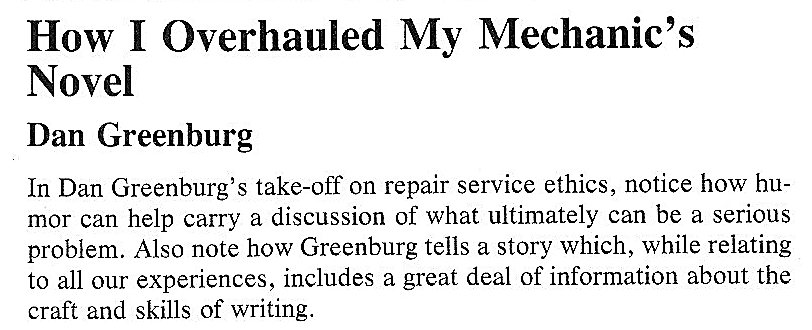 How I Overhauled My Mechanic's
Novel
Dan Greenburg
In Dan Greenburg's take-off on repair service ethics, notice how hu-
mor can help carry a discussion of what ultimately can be a serious
problem. Also note how Greenburg tells a story which, while relating
to all our experiences, includes a great deal of information about the
craft and skills of writing.